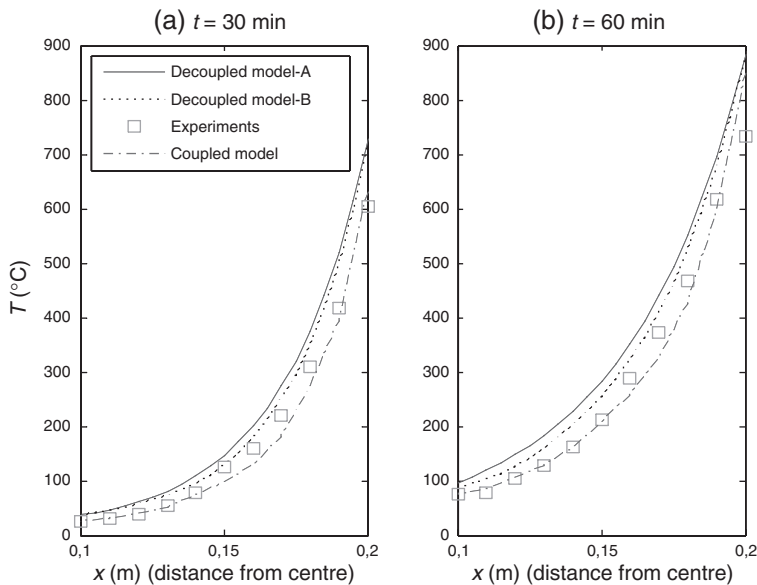 (a) t = 30 min
(b) t = 60 min
T (°C)
900
800
700
600
500
400
300
200
100
0
Decoupled model-A
Decoupled model-B
Experiments
Coupled model
0,1
0,15
0,2
x (m) (distance from centre)
900
800
700
600
500
400
300
200
100
0
0,1
0,15
0,2
x (m) (distance from centre)